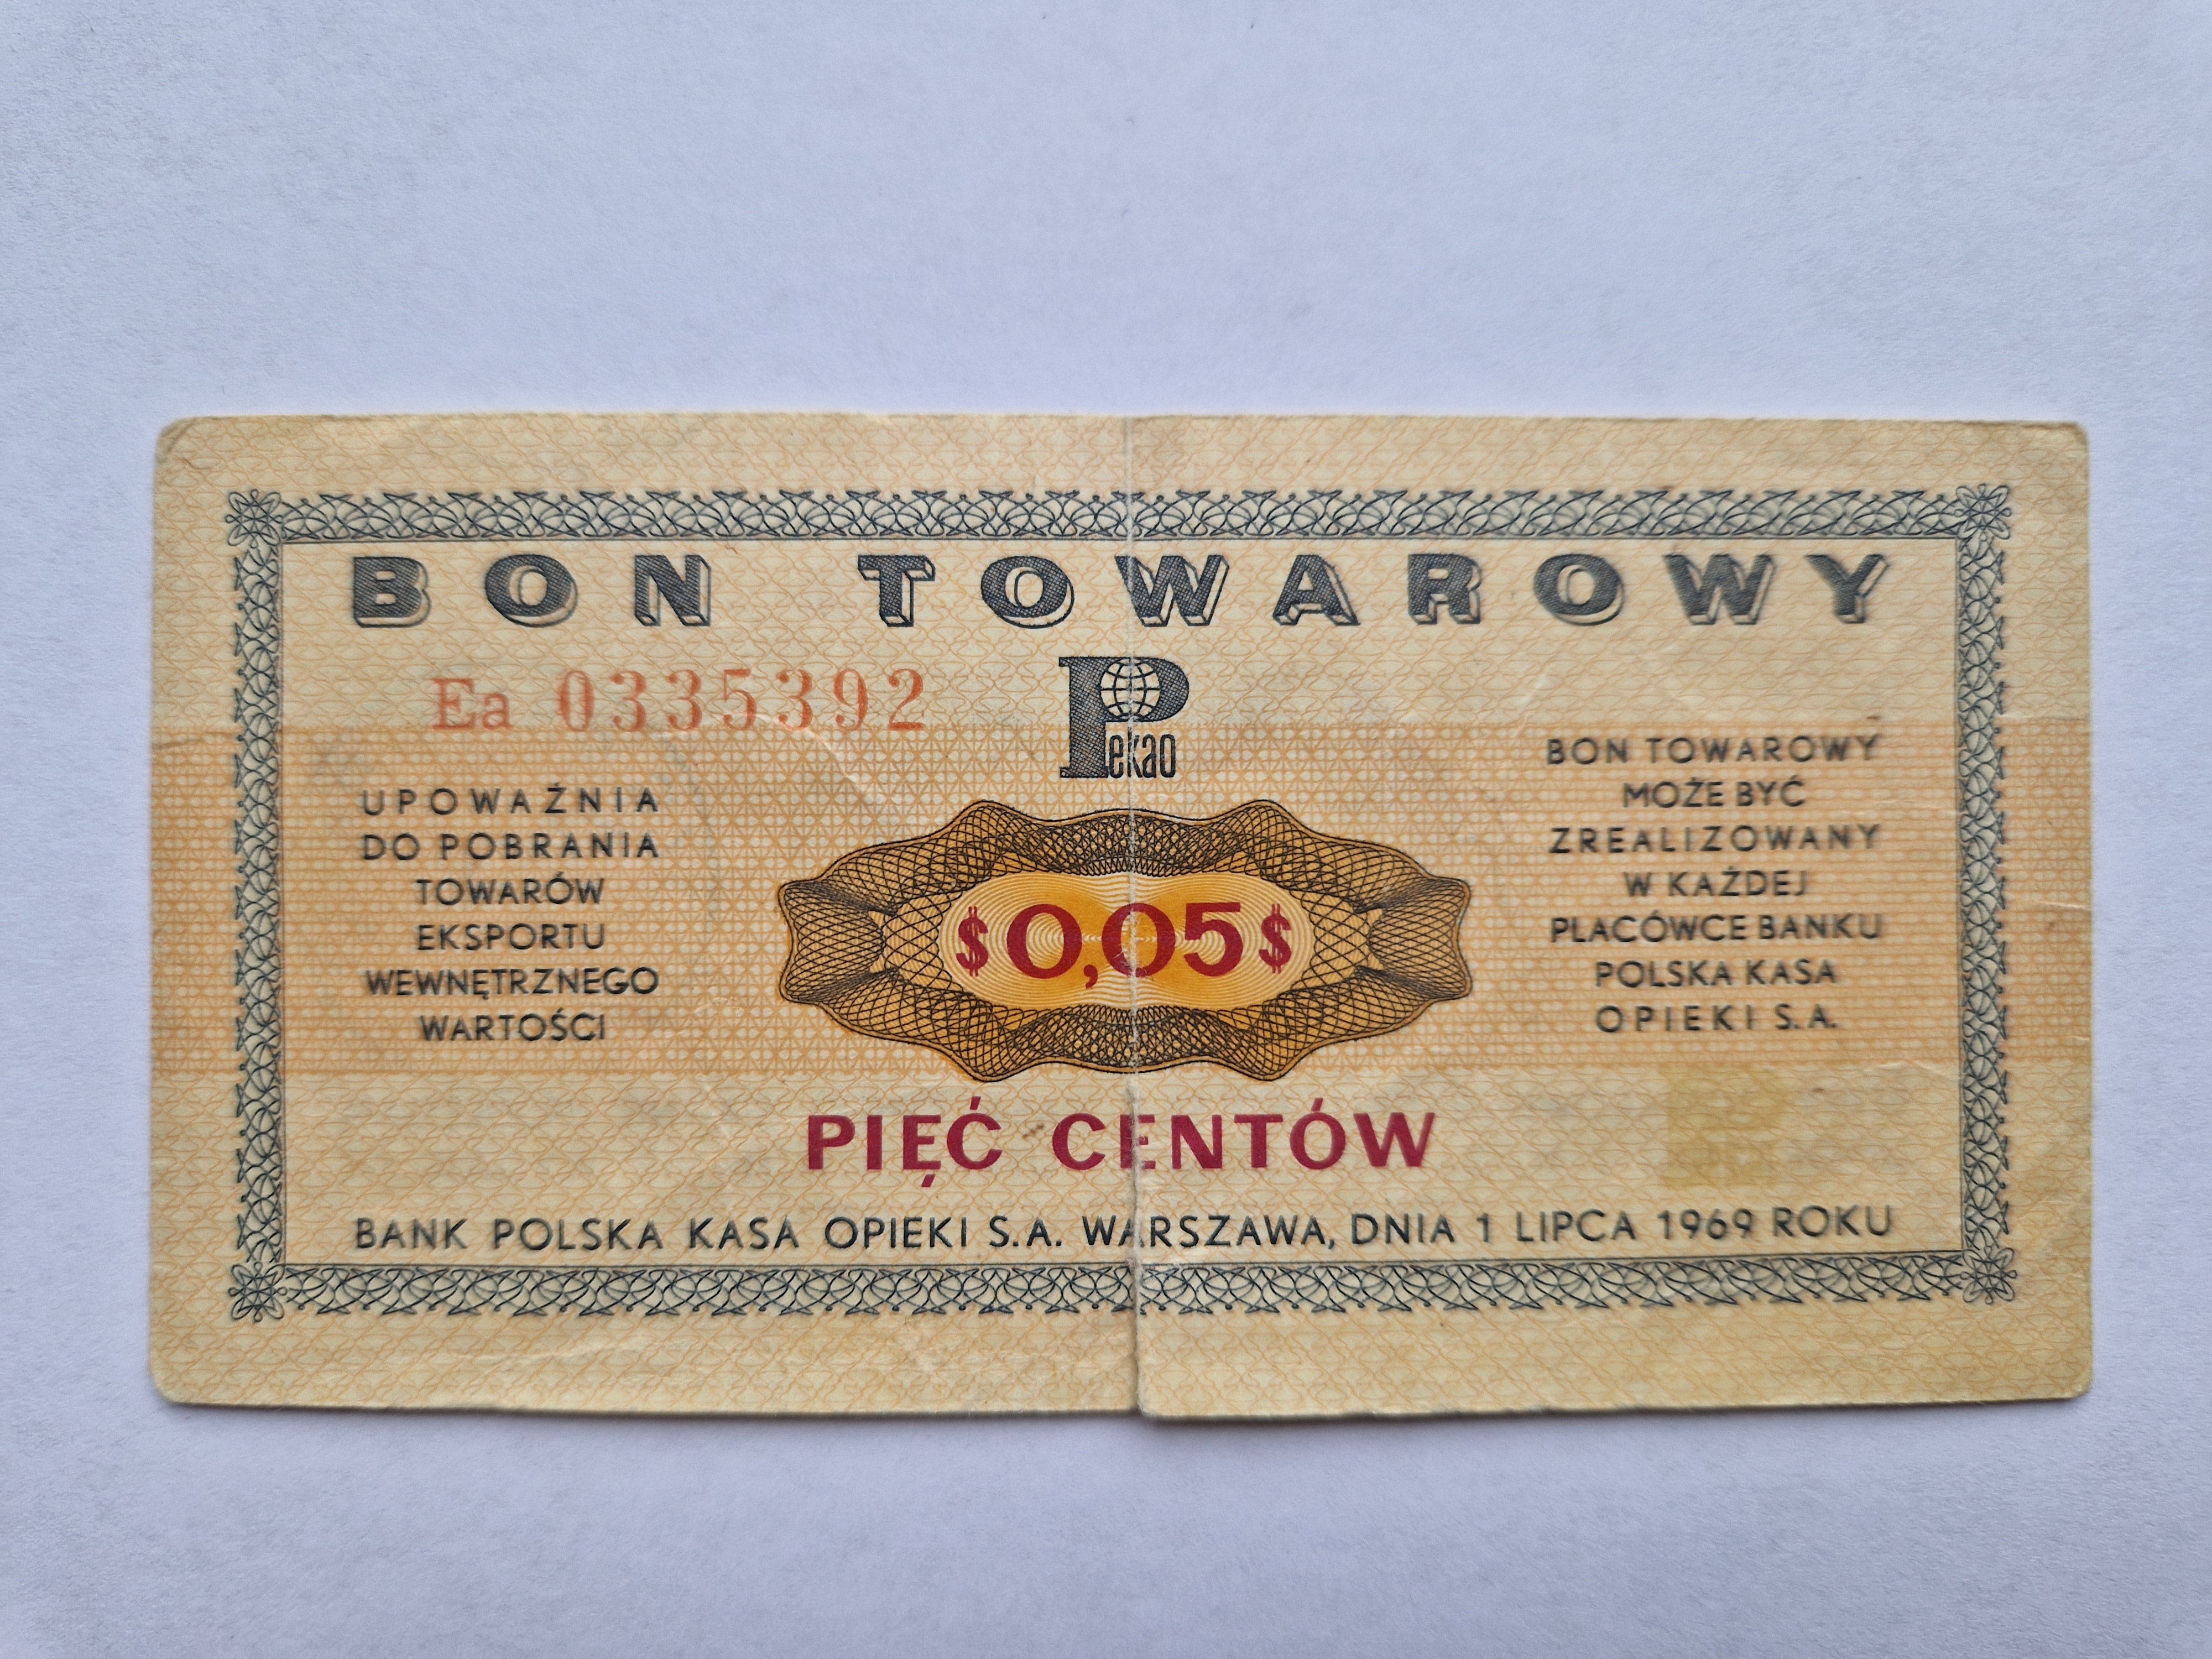 BON TOWAROWY
Ea 0335392
Pekao
UPOWAŻNIA
DO POBRANIA
TOWARÓW
EKSPORTU
WEWNĘTRZNEGO
WARTOŚCI
$0,05$
BON TOWAROWY
MOŻE BYĆ
ZREALIZOWANY
W KAŻDEJ
PLACÓWCE BANKU
POLSKA KASA
OPIEKI S.A.
PIĘĆ CENTÓW
BANK POLSKA KASA OPIEKI S.A. WARSZAWA, DNIA 1 LIPCA 1969 ROKU